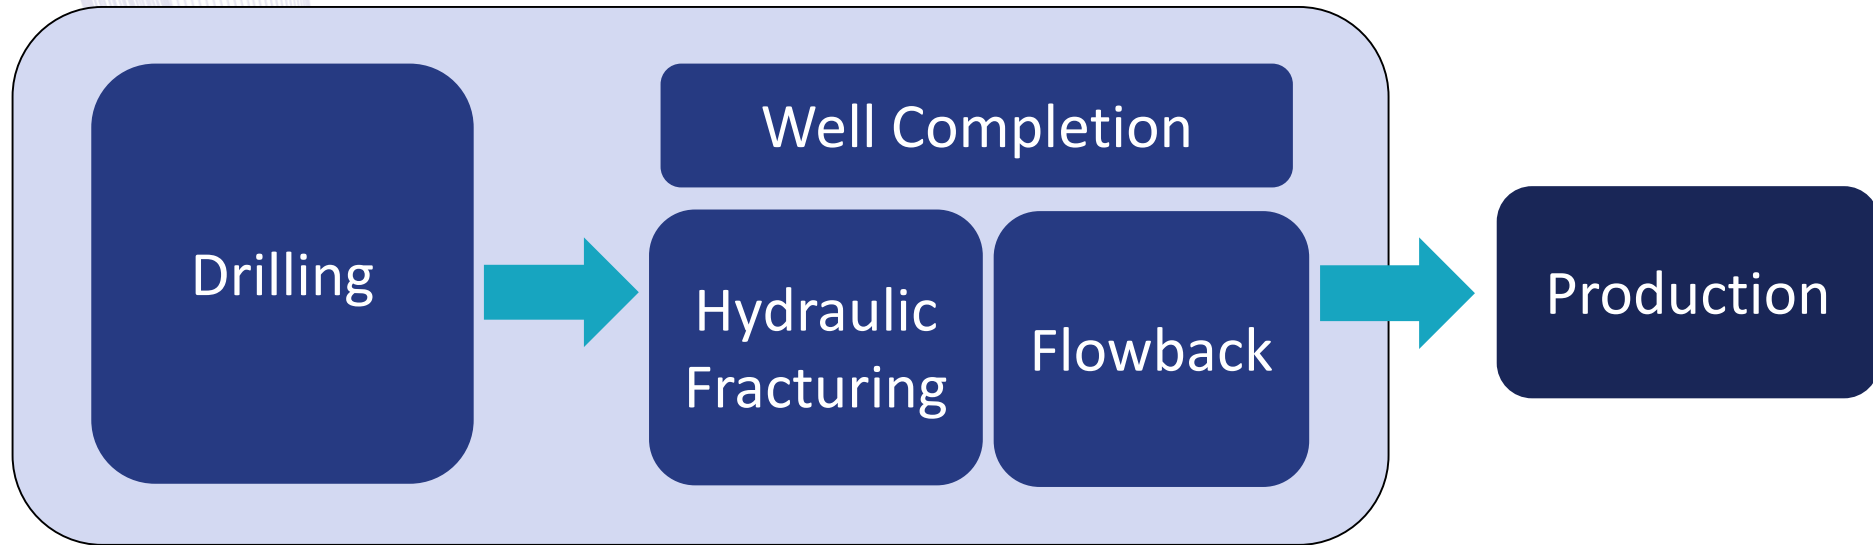 Drilling
Well Completion
Hydraulic
Fracturing
Flowback
Production